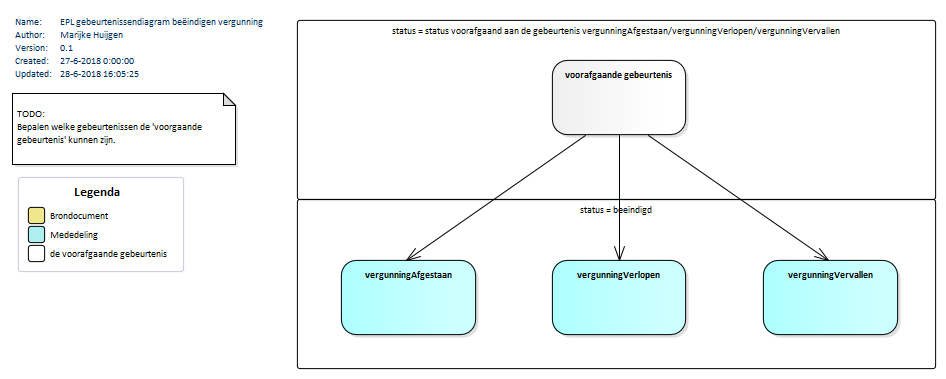 Name: EPL gebeurtenissendiagram beëindigen vergunning
Author: Marijke Huijgen
Version: 0.1
Created: 27-6-2018 0:00:00
Updated: 28-6-2018 16:05:25
TODO:
Bepalen welke gebeurtenissen de 'voorgaande
gebeurtenis' kunnen zijn.
Legenda
Brondocument
Mededeling
de voorafgaande gebeurtenis
status = status voorafgaand aan de gebeurtenis vergunningAfgestaan/vergunningVerlopen/vergunningVervallen
voorafgaande gebeurtenis
status = beeindigd
vergunningAfgestaan
vergunningVerlopen
vergunningVervallen